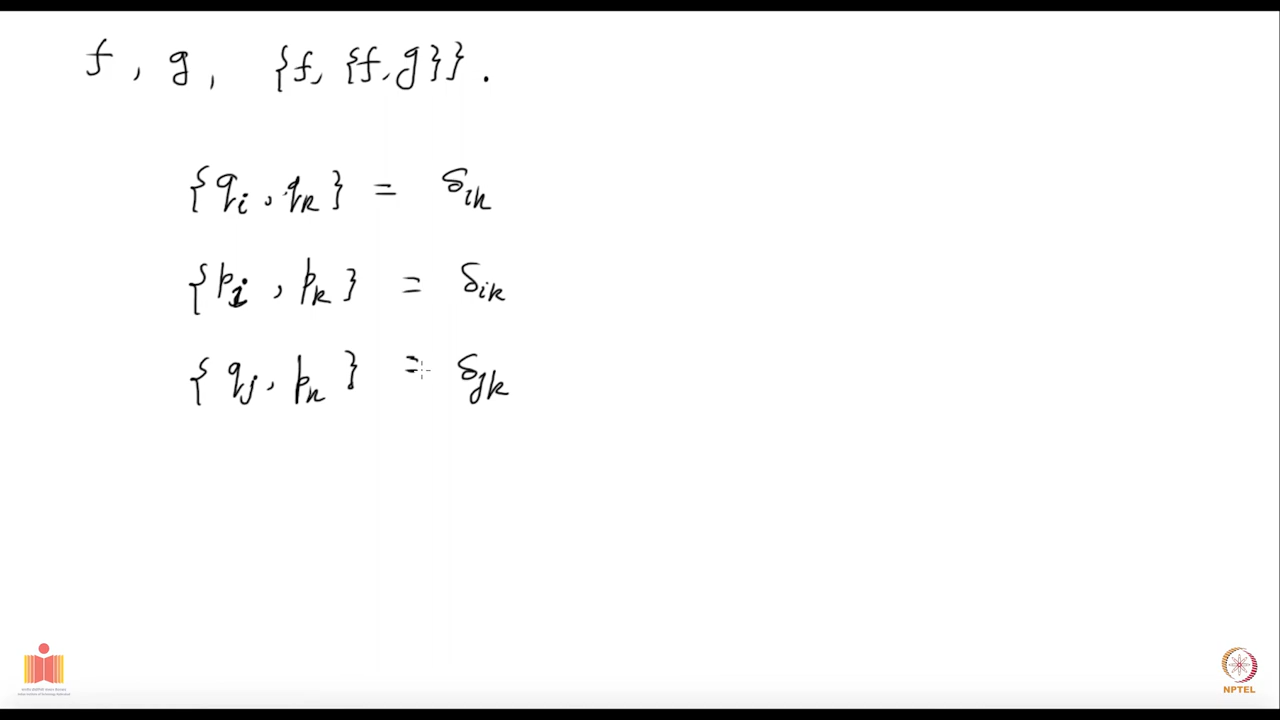 f , g , {f, {f,g}} .
{q_i , q_k} = δ_ik
{p_i , p_k} = δ_ik
{q_j , p_k} = δ_jk
NPTEL